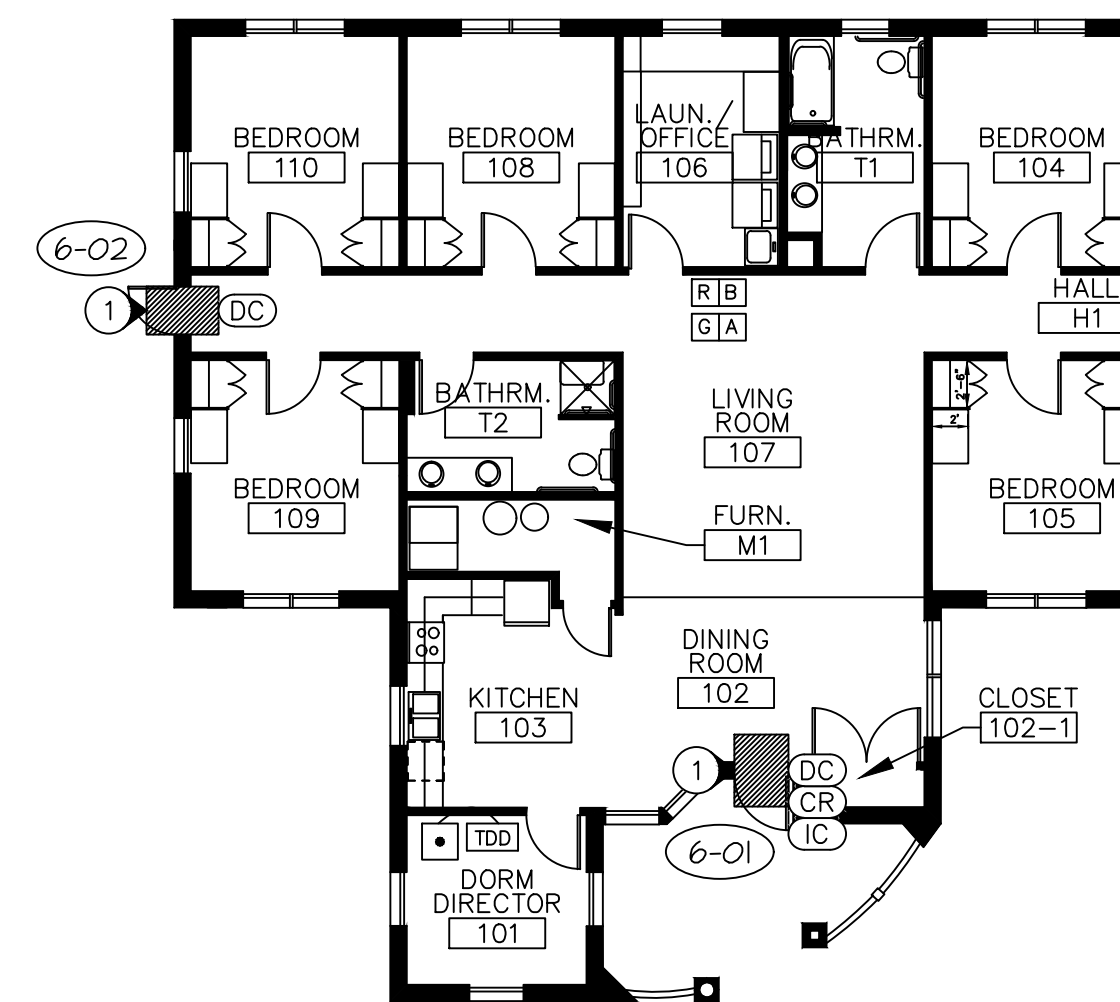 LAUN./
BEDROOM
BEDROOM
OFFICE
BATHRM.
BEDROOM
110
108
106
T1
104
6-02
1
DC
R B
G A
HALL
H1
BATHRM.
T2
LIVING
ROOM
107
2'-6"
2'
BEDROOM
109
BEDROOM
105
FURN.
M1
DINING
ROOM
102
KITCHEN
103
CLOSET
102-1
1
DC
CR
IC
6-01
TDD
DORM
DIRECTOR
101